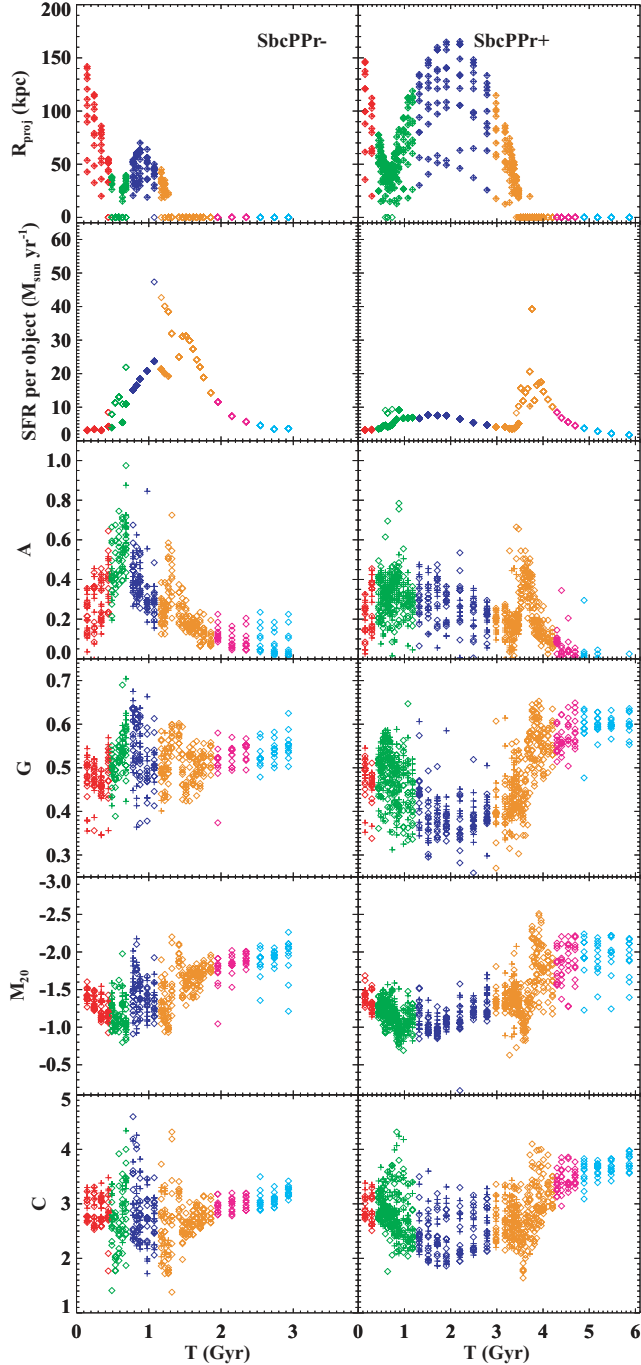 SbcPPr-
SbcPPr+
R_proj (kpc)
200
150
100
50
0
SFR per object (M_sun yr⁻¹)
60
50
40
30
20
10
0
A
1.0
0.8
0.6
0.4
0.2
0.0
G
0.7
0.6
0.5
0.4
0.3
M_20
-3.0
-2.5
-2.0
-1.5
-1.0
-0.5
C
5
4
3
2
1
0 1 2 3
0 1 2 3 4 5 6
T (Gyr)
T (Gyr)